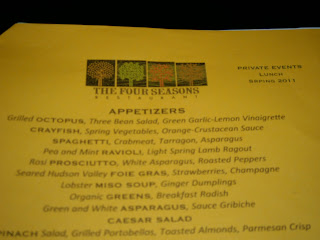 THE FOUR SEASONS
RESTAURANT
PRIVATE EVENTS
LUNCH
SRPING 2011
APPETIZERS
Grilled OCTOPUS, Three Bean Salad, Green Garlic-Lemon Vinaigrette
CRAYFISH, Spring Vegetables, Orange-Crustacean Sauce
SPAGHETTI, Crabmeat, Tarragon, Asparagus
Pea and Mint RAVIOLI, Light Spring Lamb Ragout
Rosi PROSCIUTTO, White Asparagus, Roasted Peppers
Seared Hudson Valley FOIE GRAS, Strawberries, Champagne
Lobster MISO SOUP, Ginger Dumplings
Organic GREENS, Breakfast Radish
Green and White ASPARAGUS, Sauce Gribiche
CAESAR SALAD
PINACH Salad, Grilled Portobellos, Toasted Almonds, Parmesan Crisp